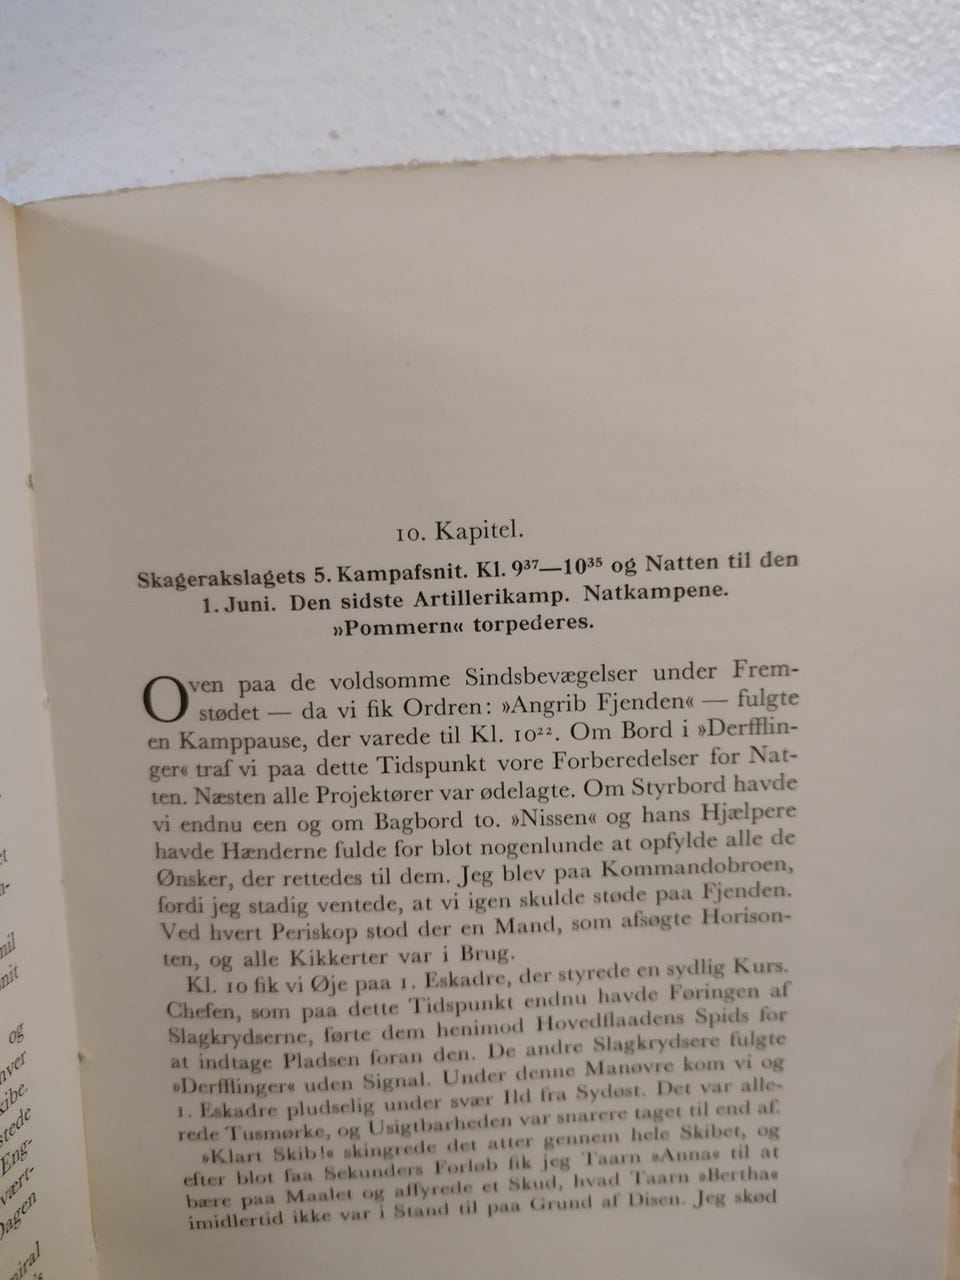 10. Kapitel.
Skagerakslagets 5. Kampafsnit. Kl. 9³⁷—10³⁵ og Natten til den
1. Juni. Den sidste Artillerikamp. Natkampene.
»Pommern« torpederes.
Oven paa de voldsomme Sindsbevægelser under Frem-
stødet — da vi fik Ordren: »Angrib Fjenden« — fulgte
en Kamppause, der varede til Kl. 10²². Om Bord i »Derfflin-
ger« traf vi paa dette Tidspunkt vore Forberedelser for Nat-
ten. Næsten alle Projektører var ødelagte. Om Styrbord havde
vi endnu een og om Bagbord to. »Nissen« og hans Hjælpere
havde Hænderne fulde for blot nogenlunde at opfylde alle de
Ønsker, der rettedes til dem. Jeg blev paa Kommandobroen,
fordi jeg stadig ventede, at vi igen skulde støde paa Fjenden.
Ved hvert Periskop stod der en Mand, som afsøgte Horison-
ten, og alle Kikkerter var i Brug.
Kl. 10 fik vi Øje paa 1. Eskadre, der styrede en sydlig Kurs.
Chefen, som paa dette Tidspunkt endnu havde Føringen af
Slagkrydserne, førte dem henimod Hovedflaadens Spids for
at indtage Pladsen foran den. De andre Slagkrydsere fulgte
»Derfflinger« uden Signal. Under denne Manøvre kom vi og
1. Eskadre pludselig under svær Ild fra Sydøst. Det var alle-
rede Tusmørke, og Usigtbarheden var snarere taget til end af.
»Klart Skib!« skingrede det atter gennem hele Skibet, og
efter blot faa Sekunders Forløb fik jeg Taarn »Anna« til at
bære paa Maalet og affyrede et Skud, hvad Taarn »Bertha«
imidlertid ikke var i Stand til paa Grund af Disen. Jeg skød